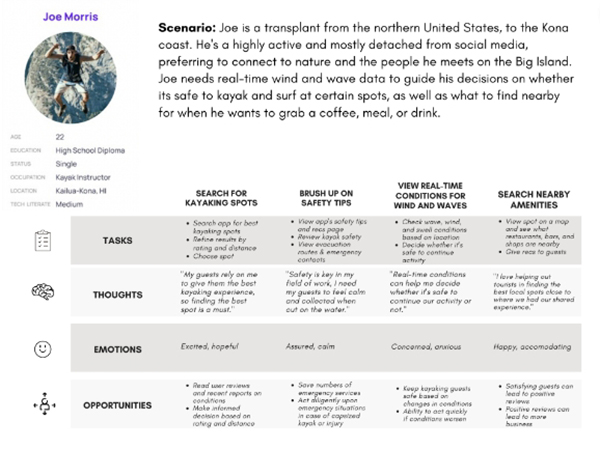 Joe Morris
AGE 22
EDUCATION High School Diploma
STATUS Single
OCCUPATION Kayak Instructor
LOCATION Kailua-Kona, HI
TECH LITERATE Medium
Scenario: Joe is a transplant from the northern United States, to the Kona
coast. He's a highly active and mostly detached from social media,
preferring to connect to nature and the people he meets on the Big Island.
Joe needs real-time wind and wave data to guide his decisions on whether
its safe to kayak and surf at certain spots, as well as what to find nearby
for when he wants to grab a coffee, meal, or drink.
SEARCH FOR
KAYAKING SPOTS
BRUSH UP ON
SAFETY TIPS
VIEW REAL-TIME
CONDITIONS FOR
WIND AND WAVES
SEARCH NEARBY
AMENITIES
TASKS
• Search app for best
kayaking spots
• Refine results by
rating and distance
• Choose spot
• View app's safety tips
and recs page
• Review kayak safety
• View evacuation
routes & emergency
contacts
• Check wave, wind,
and swell conditions
based on location
• Decide whether it's
safe to continue
activity
• View spot on a map
and see what
restaurants, bars, and
shops are nearby
• Give recs to guests
THOUGHTS
"My guests rely on me
to give them the best
kayaking experience,
so finding the best
spot is a must."
"Safety is key in my
field of work, I need
my guests to feel calm
and collected when
out on the water."
"Real-time conditions
can help me decide
whether it's safe to
continue our activity or
not."
"I love helping out
tourists in finding the
best local spots close to
where we had our shared
experience."
EMOTIONS
Excited, hopeful
Assured, calm
Concerned, anxious
Happy, accomodating
OPPORTUNITIES
• Read user reviews
and recent reports on
conditions
• Make informed
decision based on
rating and distance
• Save numbers of
emergency services
• Act diligently upon
emergency situations
in case of capsized
kayak or injury
• Keep kayaking guests
safe based on
changes in conditions
• Ability to act quickly
if conditions worsen
• Satisfying guests can
lead to positive
reviews
• Positive reviews can
lead to more
business